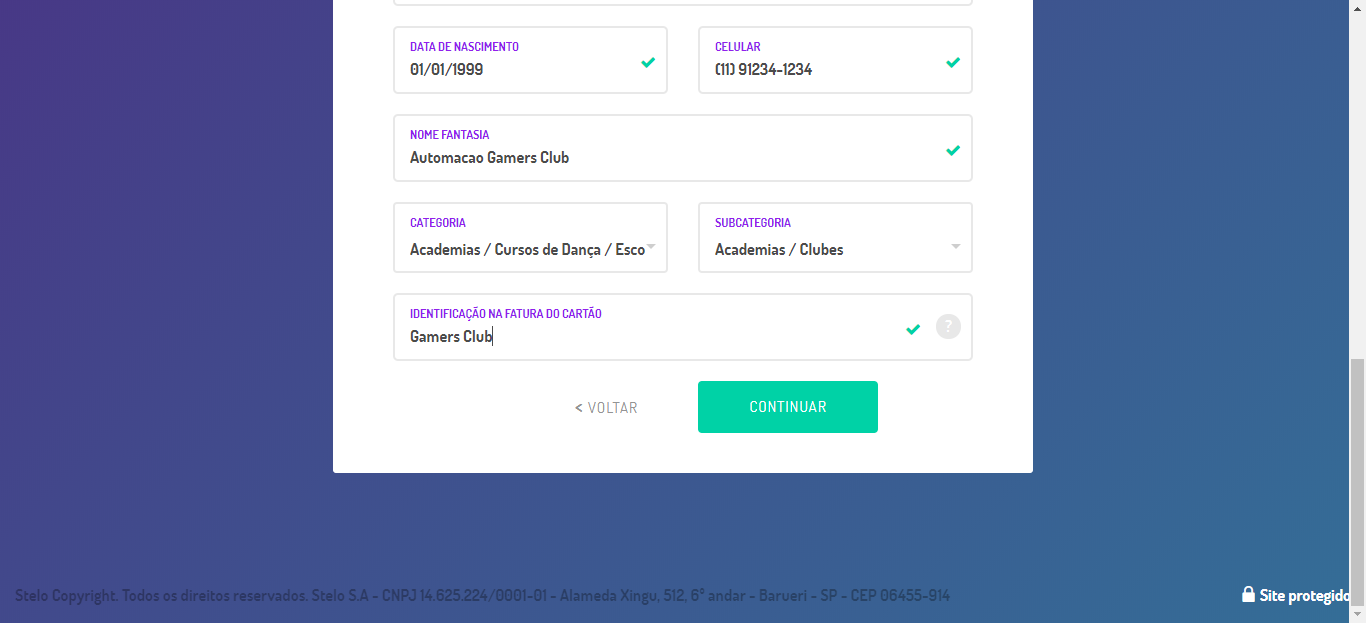 DATA DE NASCIMENTO
01/01/1999
CELULAR
(11) 91234-1234
NOME FANTASIA
Automacao Gamers Club
CATEGORIA
Academias / Cursos de Dança / Esco
SUBCATEGORIA
Academias / Clubes
IDENTIFICAÇÃO NA FATURA DO CARTÃO
Gamers Club
?
< VOLTAR
CONTINUAR
Stelo Copyright. Todos os direitos reservados. Stelo S.A - CNPJ 14.625.224/0001-01 - Alameda Xingu, 512, 6° andar - Barueri - SP - CEP 06455-914
Site protegido